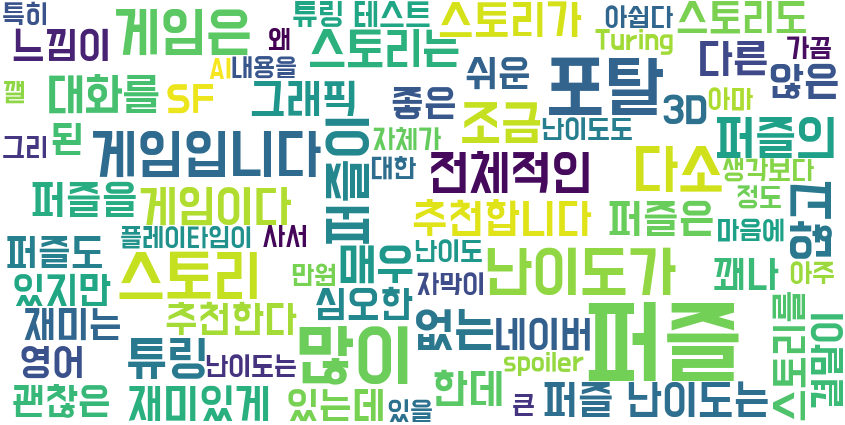 특히 게임은 튜링 테스트 스토리가 아쉽다 스토리도
느낌이 왜 스토리는 Turing 다른 가끔
깰 AI 내용을 쉬운 포탈 않은
대화를 SF 그래픽 좋은 3D 아마
그리 된 게임입니다 퍼즐이 자체가 조금 난이도도 퍼즐의
대한 전체적인 다소 생각보다
퍼즐을 게임이다 추천합니다 퍼즐은 정도 위한
퍼즐도 플레이타임이 사서 매우 난이도 마음에
있지만 스토리 만원 자막이 난이도가 꽤나 아주
재미는 추천한다 심오한 없는 네이버 퍼즐 스토리를 결말이
영어 튜링 난이도는 많이 spoiler
괜찮은 재미있게 있는데 있을 한데 큰 퍼즐 난이도는